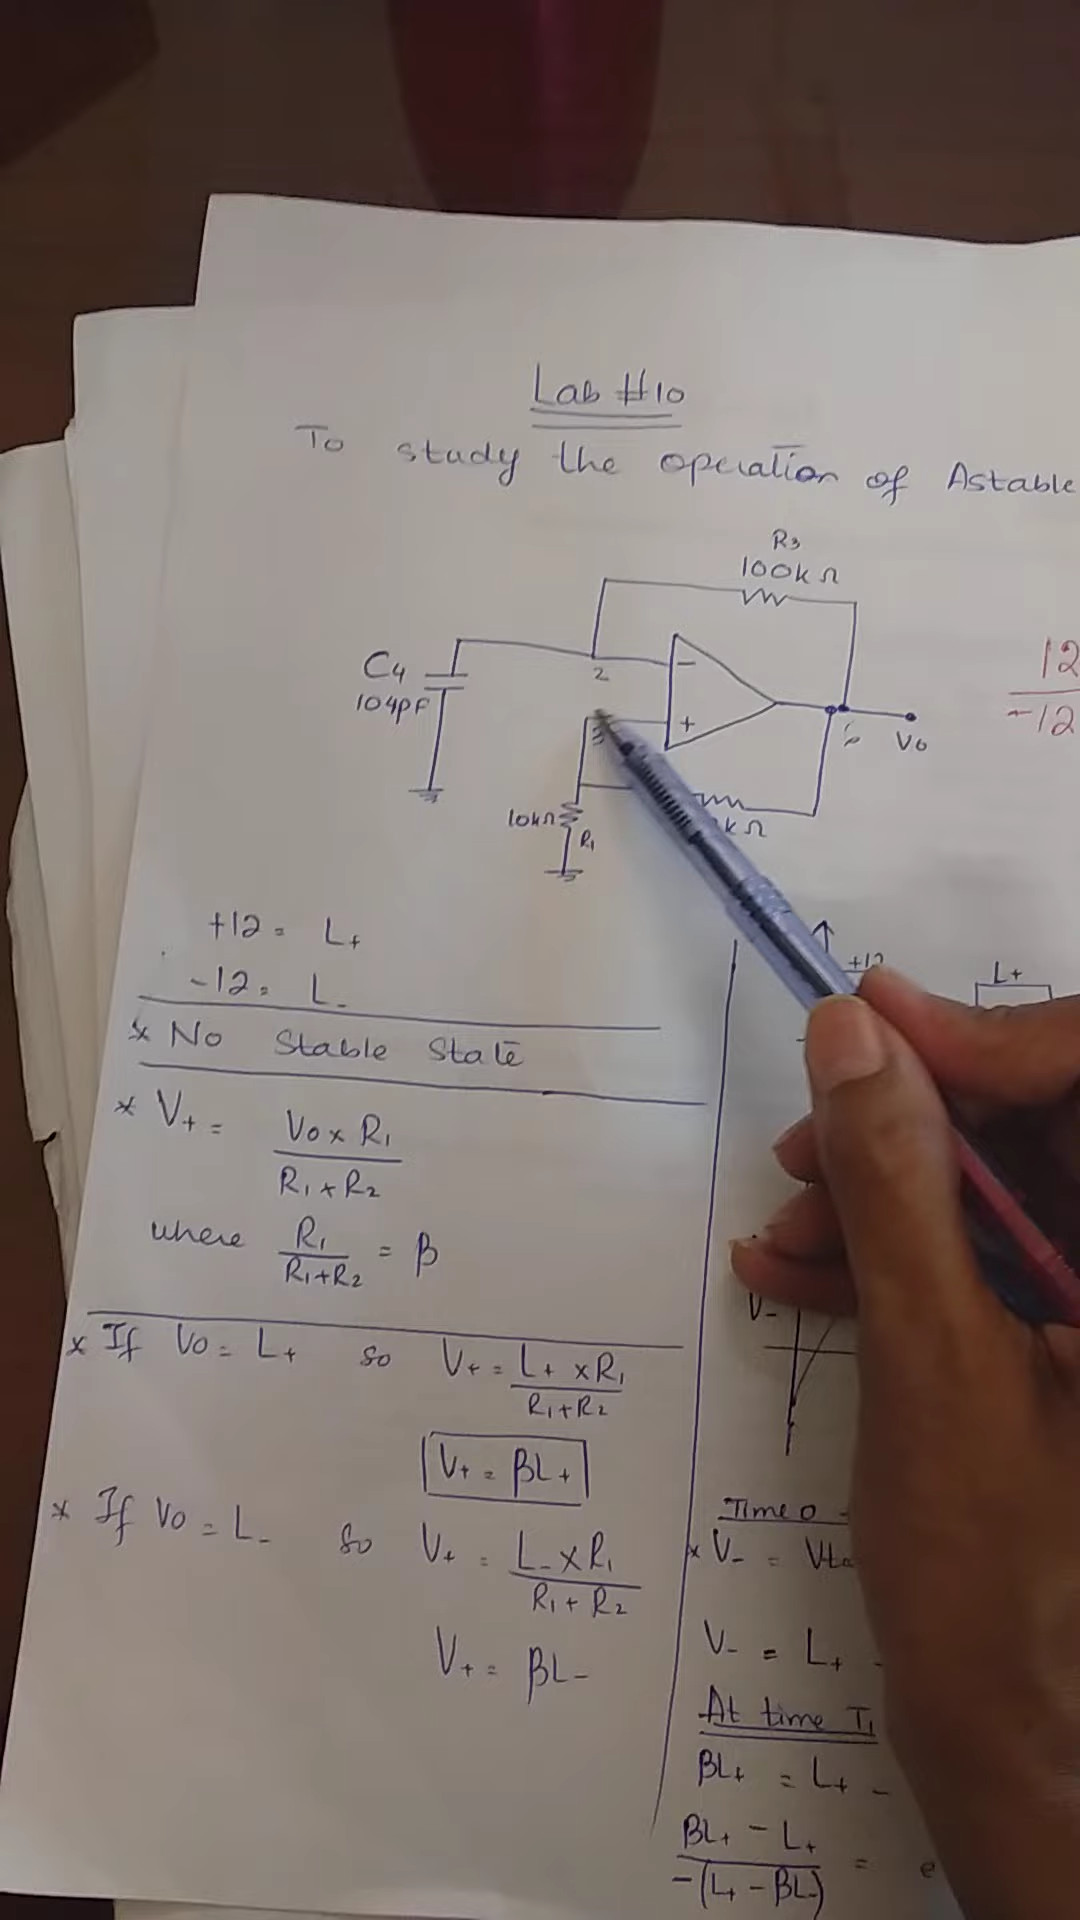 Lab #10
To study the operation of Astable
R3
100kΩ
C4
104pF
2
-
+
3
6
Vo
12
-12
10kΩ
R1
kΩ
+12 = L+
-12 = L-
* No Stable State
* V+ = Vo x R1
R1 + R2
where R1 = β
R1+R2
* If Vo = L+ so V+ = L+ x R1
R1+R2
V+ = βL+
* If Vo = L- so V+ = L- x R1
R1 + R2
V+ = βL-
+12
L+
V-
Time 0 -
* V- =
V- = L+ -
At time T1
βL+ = L+ -
βL+ - L+ = e
-(L+ - βL-)